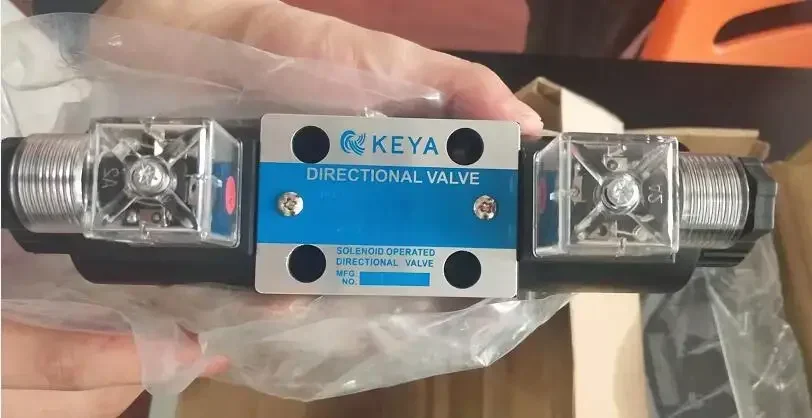 KEYA
DIRECTIONAL VALVE
SOLENOID OPERATED
DIRECTIONAL VALVE
MFG.
NO.